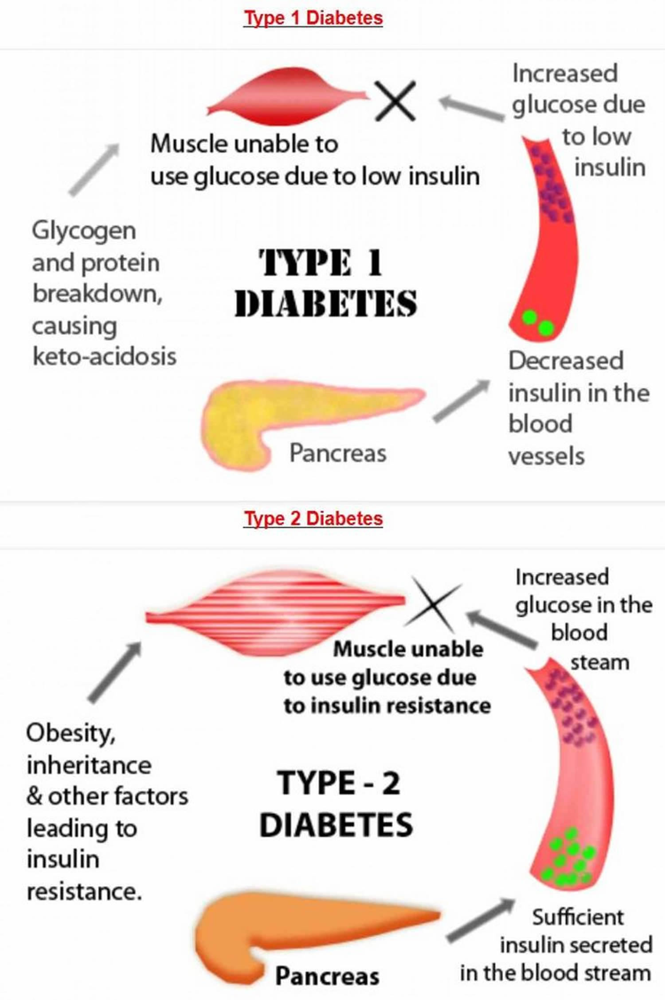 Type 1 Diabetes
Increased
glucose due
to low
insulin
Muscle unable to
use glucose due to low insulin
Glycogen
and protein
breakdown,
causing
keto-acidosis
TYPE 1
DIABETES
Decreased
insulin in the
blood
vessels
Pancreas
Type 2 Diabetes
Increased
glucose in the
blood
steam
Muscle unable
to use glucose due
to insulin resistance
Obesity,
inheritance
& other factors
leading to
insulin
resistance.
TYPE - 2
DIABETES
Sufficient
insulin secreted
in the blood stream
Pancreas